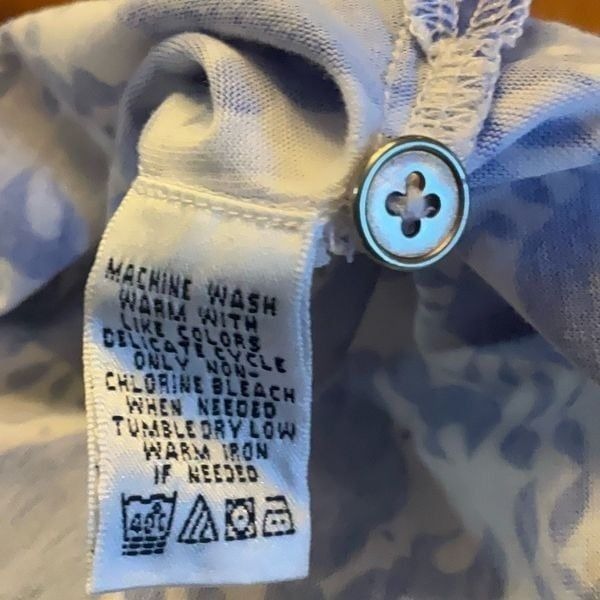 MACHINE WASH
WARM WITH
LIKE COLORS
DELICATE CYCLE
ONLY NON-
CHLORINE BLEACH
WHEN NEEDED
TUMBLE DRY LOW
WARM IRON
IF NEEDED
40C